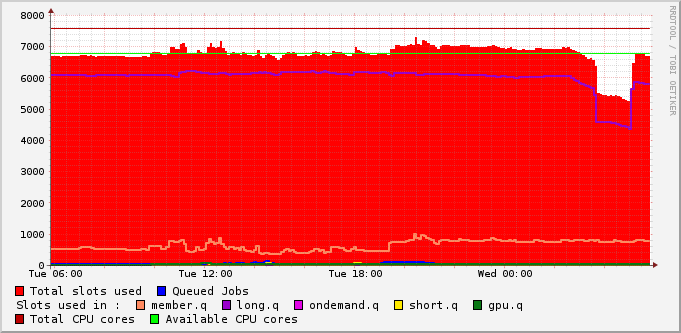 8000
7000
6000
5000
4000
3000
2000
1000
0
Tue 06:00 Tue 12:00 Tue 18:00 Wed 00:00
RRDTOOL / TOBI OETIKER
Total slots used Queued Jobs
Slots used in : member.q long.q ondemand.q short.q gpu.q
Total CPU cores Available CPU cores